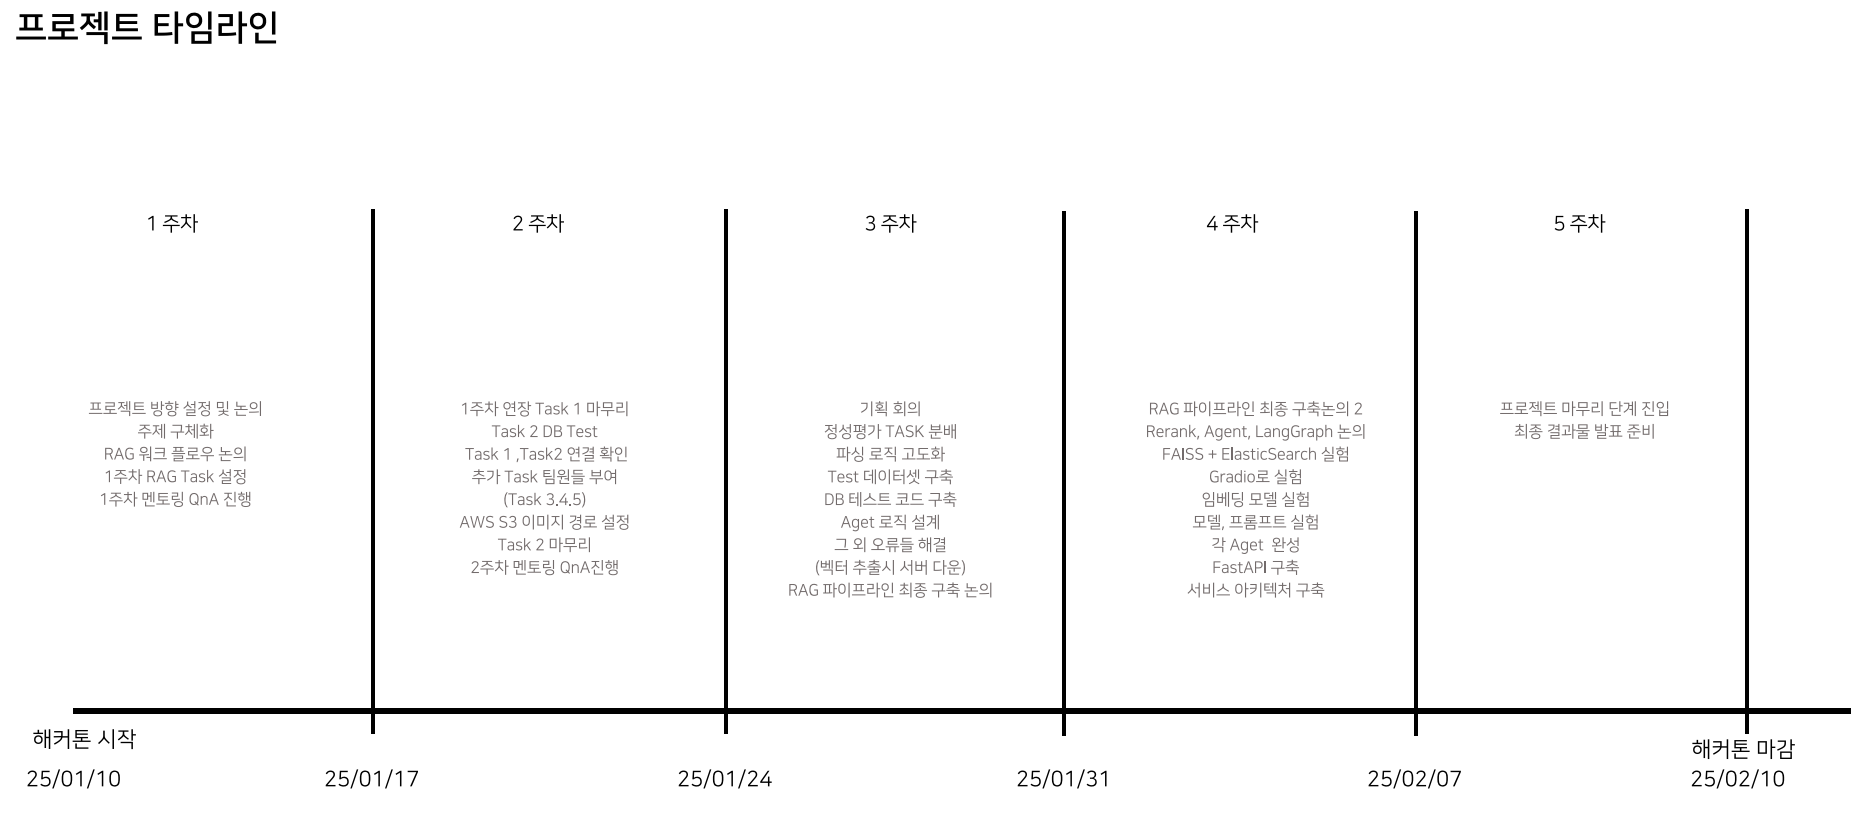 프로젝트 타임라인
1 주차
프로젝트 방향 설정 및 논의
주제 구체화
RAG 워크 플로우 논의
1주차 RAG Task 설정
1주차 멘토링 QnA 진행
2 주차
1주차 연장 Task 1 마무리
Task 2 DB Test
Task 1 ,Task2 연결 확인
추가 Task 팀원들 부여
(Task 3.4.5)
AWS S3 이미지 경로 설정
Task 2 마무리
2주차 멘토링 QnA진행
3 주차
기획 회의
정성평가 TASK 분배
파싱 로직 고도화
Test 데이터셋 구축
DB 테스트 코드 구축
Aget 로직 설계
그 외 오류들 해결
(벡터 추출시 서버 다운)
RAG 파이프라인 최종 구축 논의
4 주차
RAG 파이프라인 최종 구축논의 2
Rerank, Agent, LangGraph 논의
FAISS + ElasticSearch 실험
Gradio로 실험
임베딩 모델 실험
모델, 프롬프트 실험
각 Aget  완성
FastAPI 구축
서비스 아키텍처 구축
5 주차
프로젝트 마무리 단계 진입
최종 결과물 발표 준비
해커톤 시작
25/01/10
25/01/17
25/01/24
25/01/31
25/02/07
해커톤 마감
25/02/10